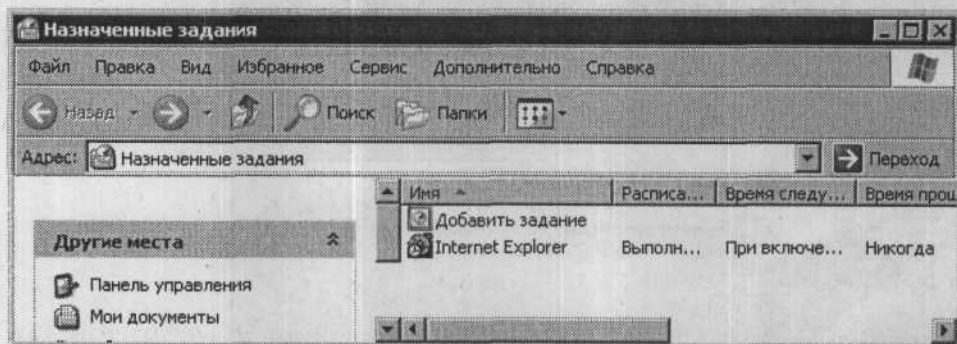 Назначенные задания
Файл Правка Вид Избранное Сервис Дополнительно Справка
Назад Поиск Папки
Адрес: Назначенные задания Переход
Имя Расписа... Время следу... Время прош
Добавить задание
Internet Explorer Выполн... При включе... Никогда
Другие места
Панель управления
Мои документы